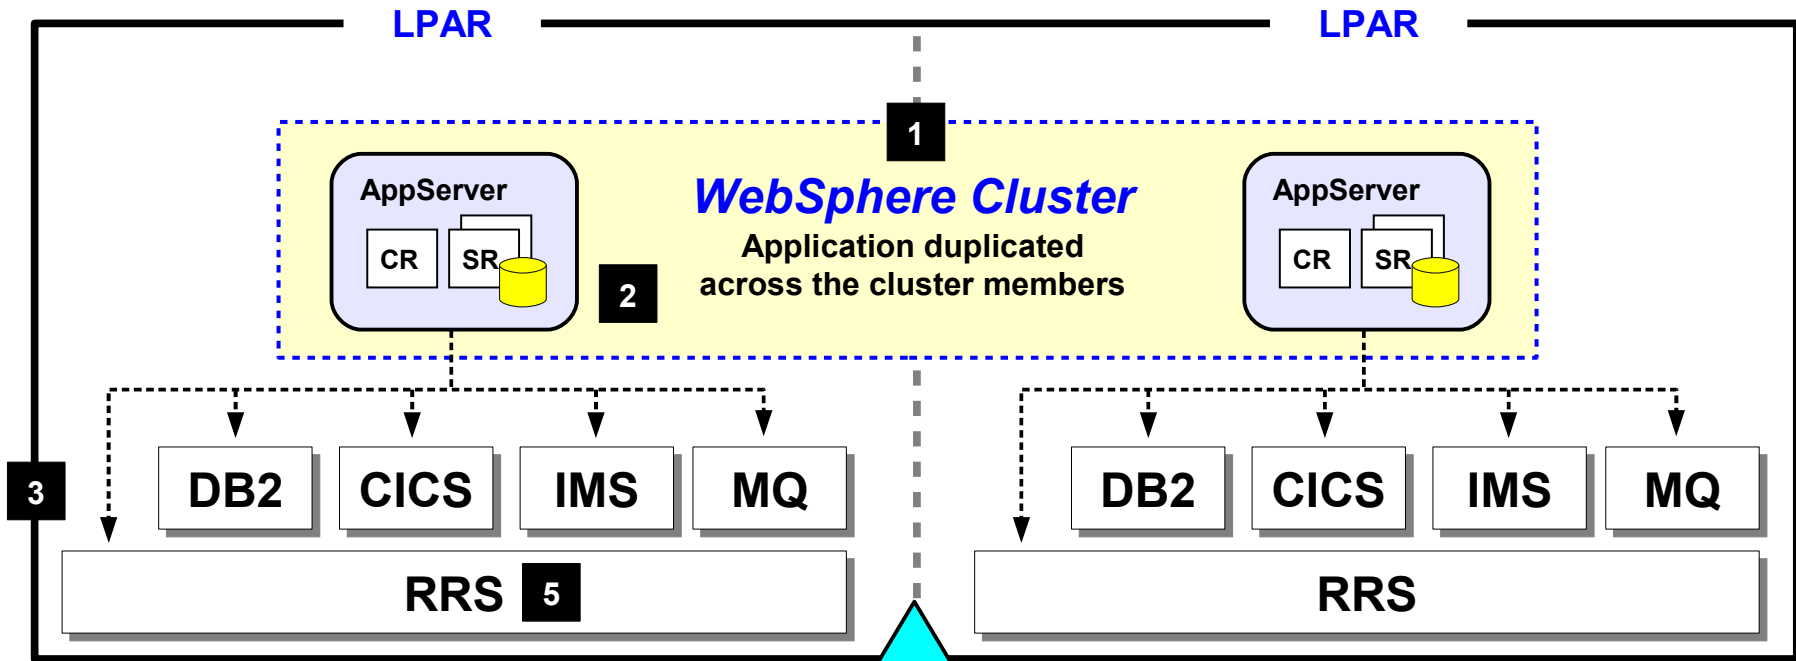 LPAR LPAR
1
AppServer
CR SR
2
WebSphere Cluster
Application duplicated
across the cluster members
AppServer
CR SR
3
DB2 CICS IMS MQ
RRS 5
DB2 CICS IMS MQ
RRS